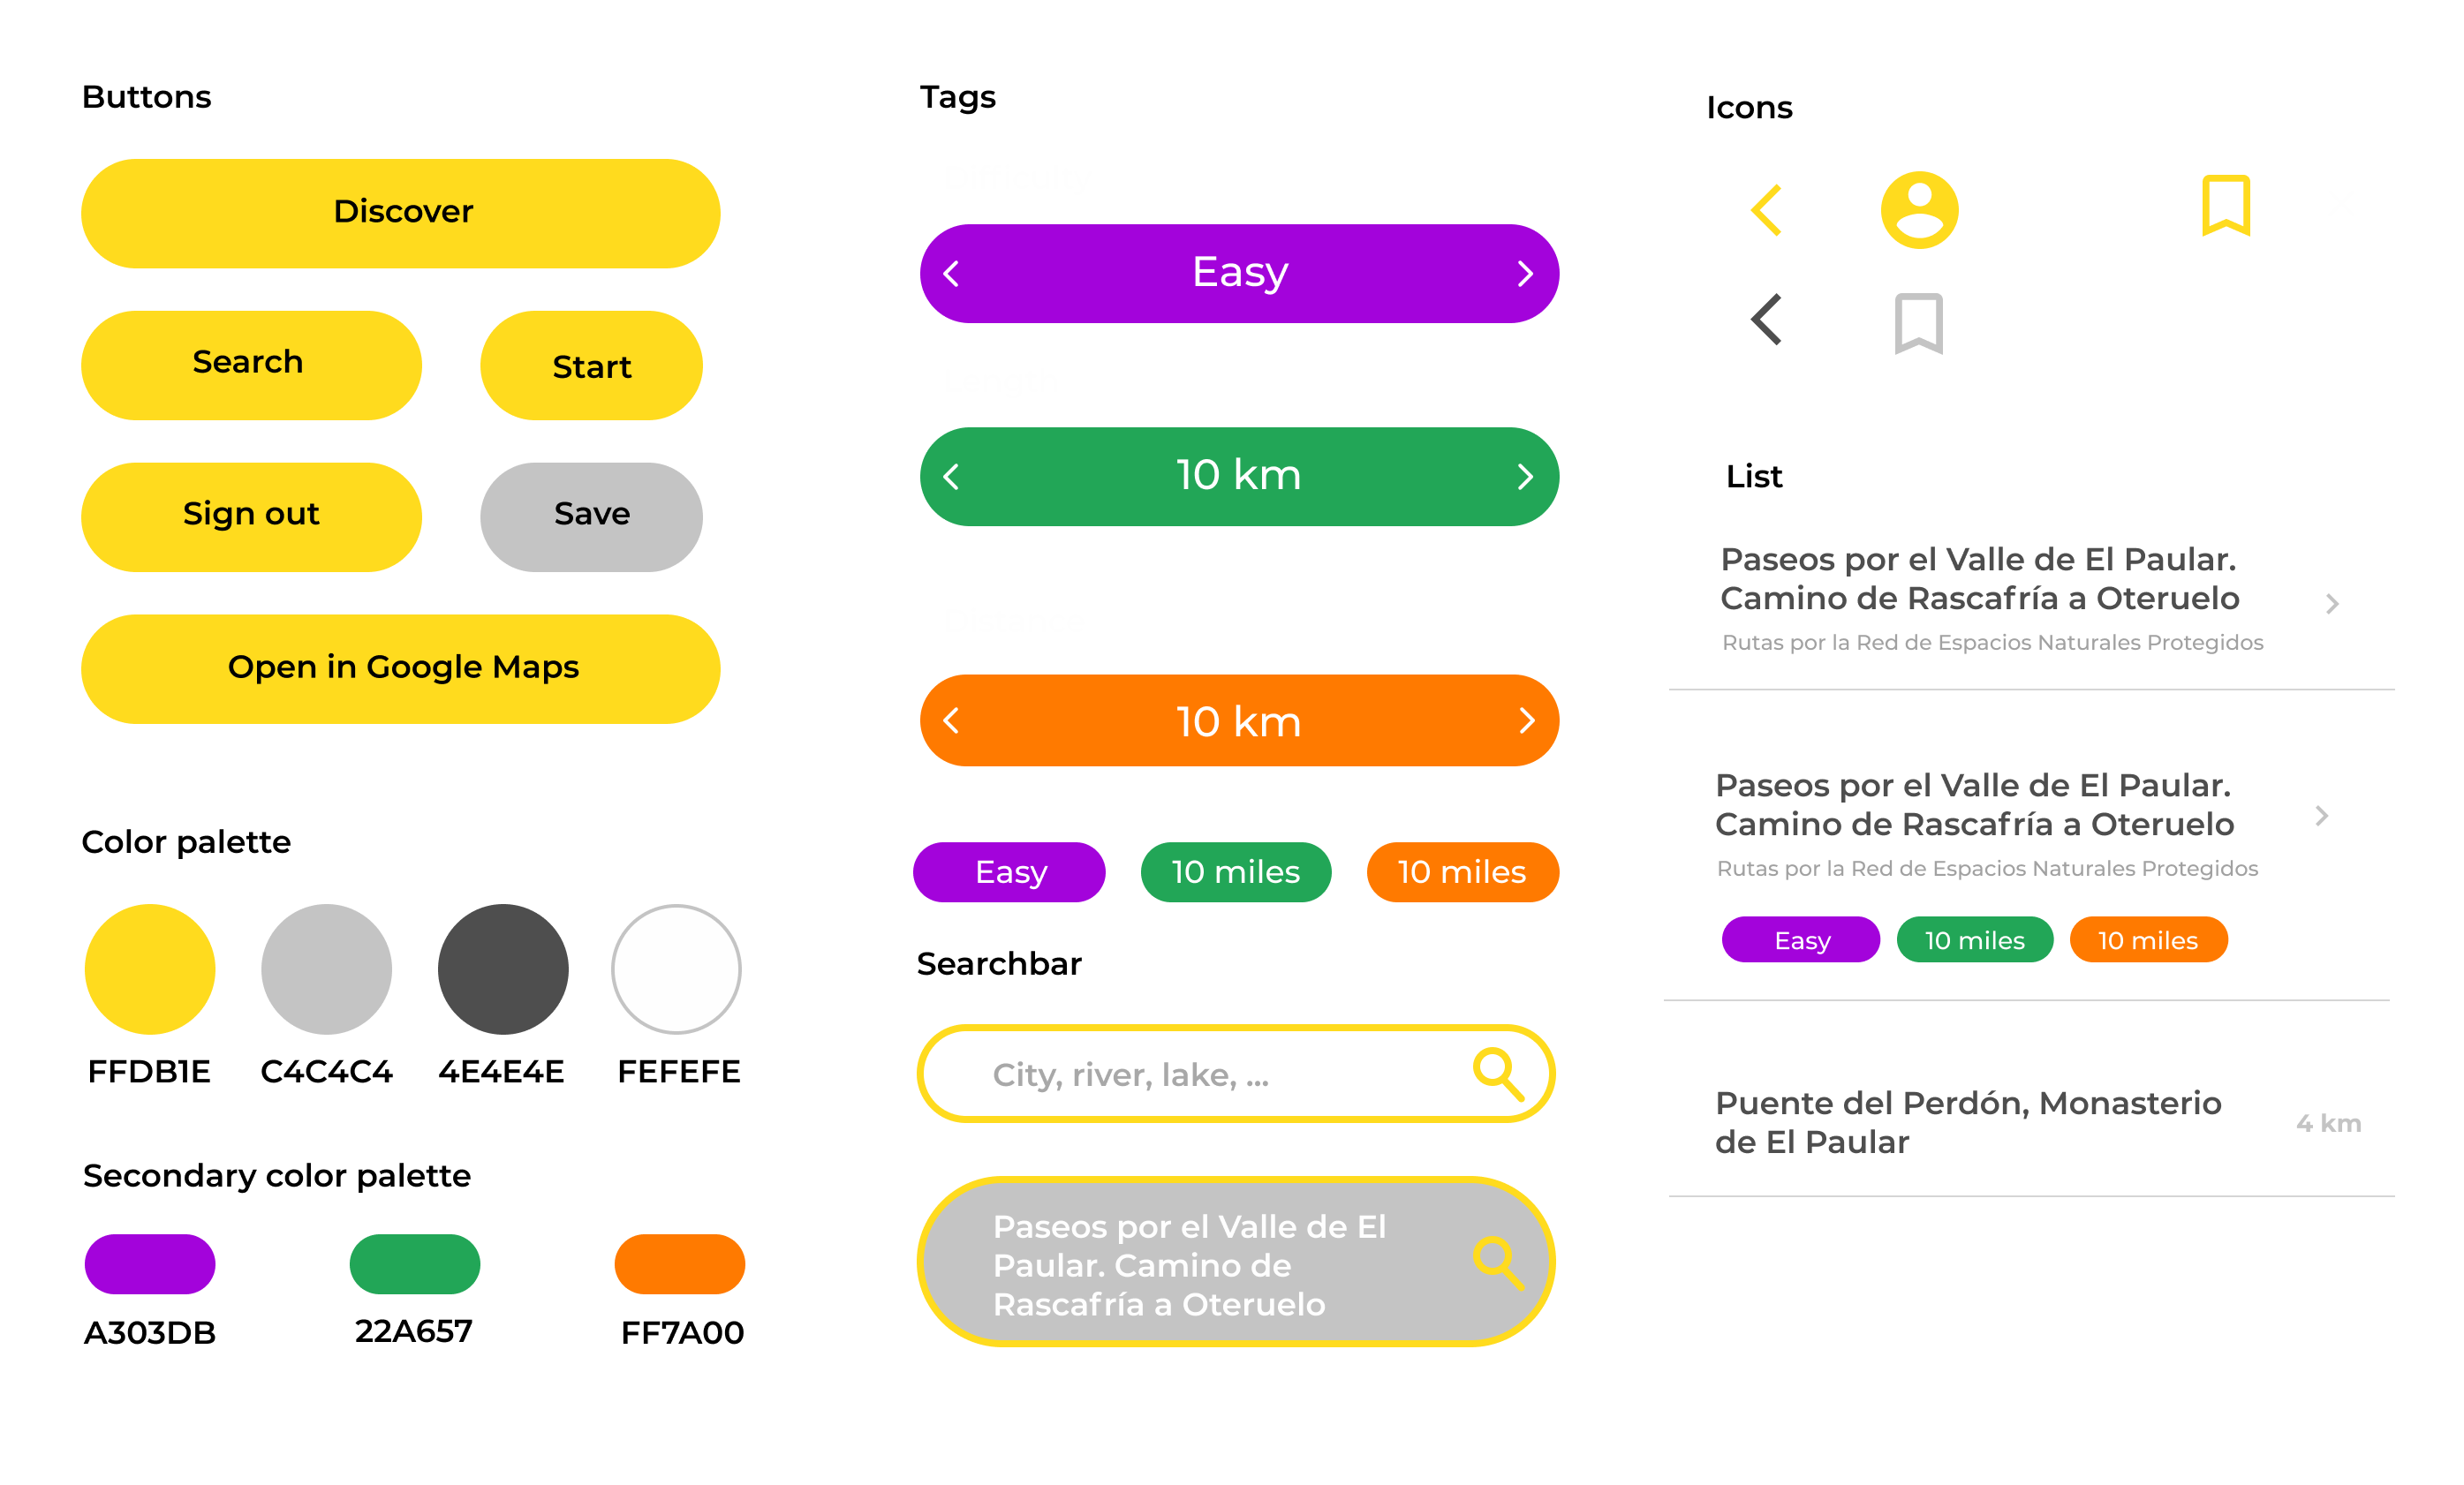 Buttons
Discover
Search
Start
Sign out
Save
Open in Google Maps
Color palette
FFDB1E
C4C4C4
4E4E4E
FEFEFE
Secondary color palette
A303DB
22A657
FF7A00
Tags
Easy
10 km
10 km
Easy
10 miles
10 miles
Searchbar
City, river, lake, ...
Paseos por el Valle de El
Paular. Camino de
Rascafría a Oteruelo
Icons
List
Paseos por el Valle de El Paular.
Camino de Rascafría a Oteruelo
Rutas por la Red de Espacios Naturales Protegidos
Paseos por el Valle de El Paular.
Camino de Rascafría a Oteruelo
Rutas por la Red de Espacios Naturales Protegidos
Easy
10 miles
10 miles
Puente del Perdón, Monasterio
de El Paular
4 km